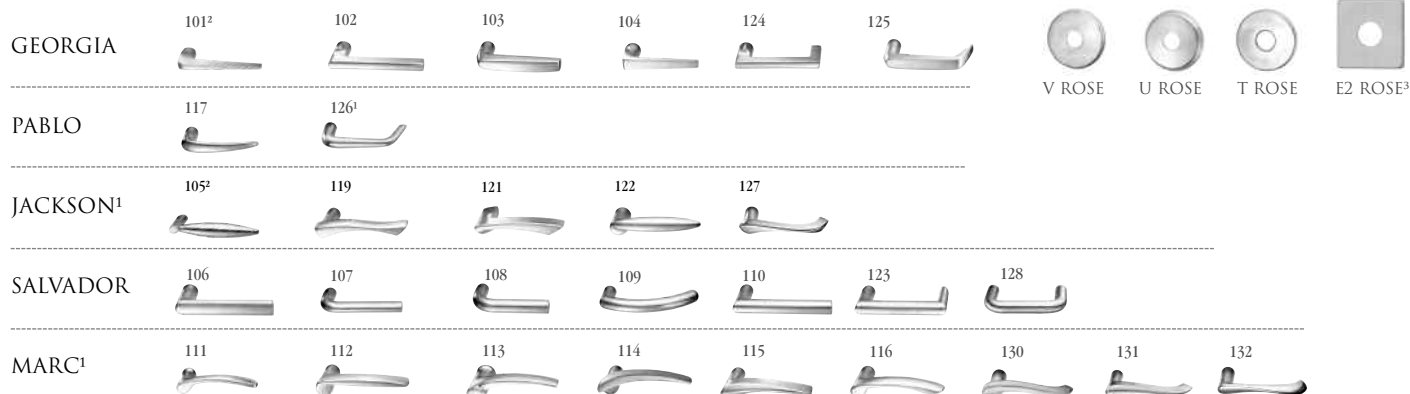 101² 102 103 104 124 125
GEORGIA
V ROSE U ROSE T ROSE E2 ROSE³
117 126¹
PABLO
105² 119 121 122 127
JACKSON¹
106 107 108 109 110 123 128
SALVADOR
111 112 113 114 115 116 130 131 132
MARC¹